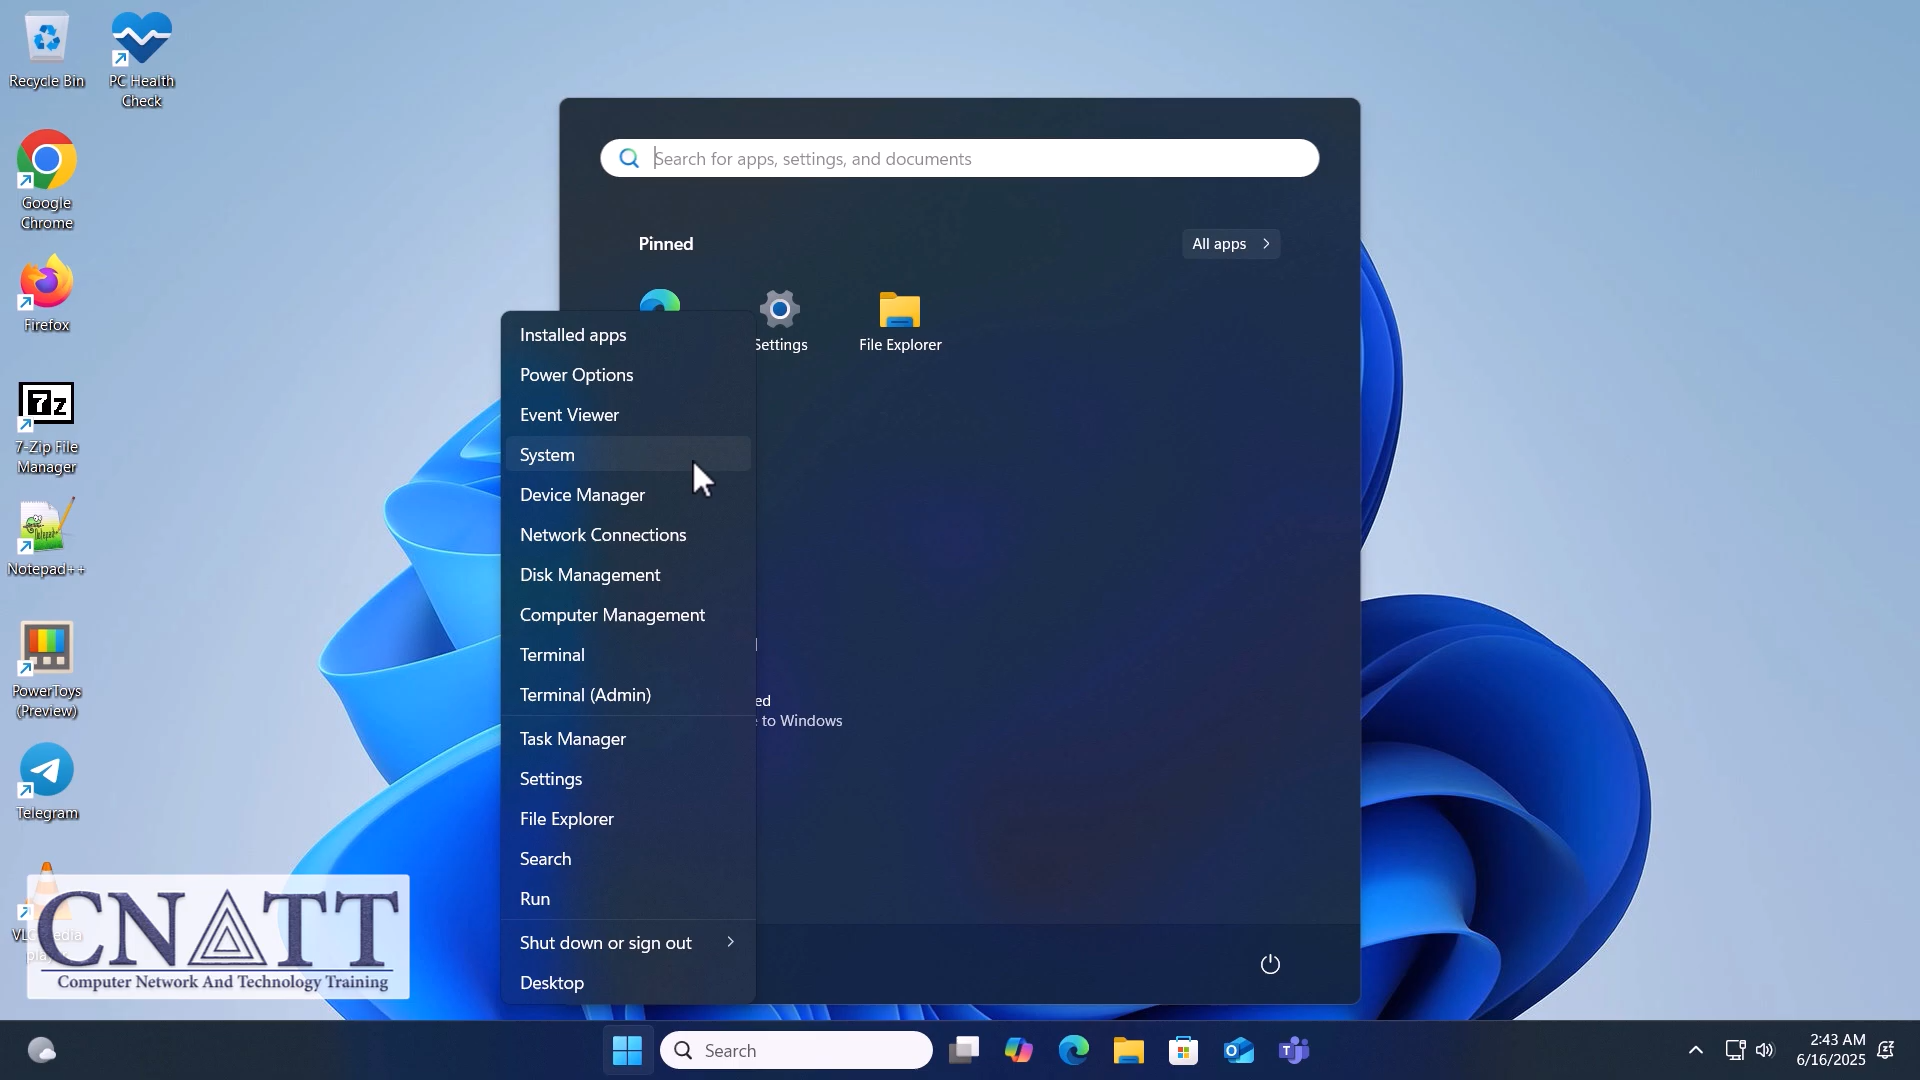 Recycle Bin
PC Health
Check
Google
Chrome
Firefox
7z
7-Zip File
Manager
Notepad++
PowerToys
(Preview)
Telegram
CNATT
Computer Network And Technology Training
Search for apps, settings, and documents
Pinned
All apps
Settings
File Explorer
Installed apps
Power Options
Event Viewer
System
Device Manager
Network Connections
Disk Management
Computer Management
Terminal
Terminal (Admin)
Task Manager
Settings
File Explorer
Search
Run
Shut down or sign out
Desktop
ed
to Windows
Search
2:43 AM
6/16/2025